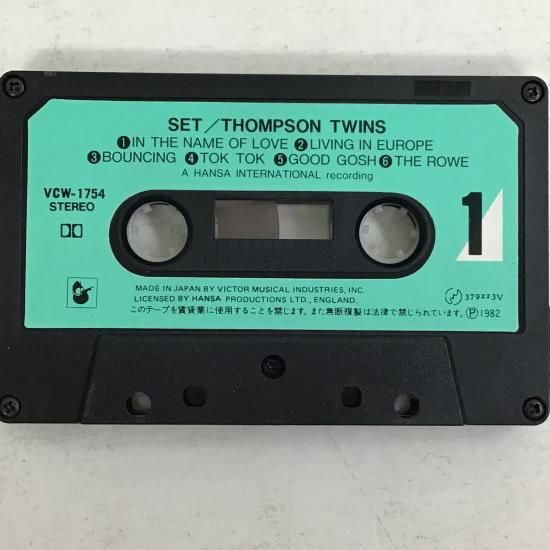 SET/THOMPSON TWINS
❶IN THE NAME OF LOVE ❷LIVING IN EUROPE
❸BOUNCING ❹TOK TOK ❺GOOD GOSH ❻THE ROWE
A HANSA INTERNATIONAL recording
VCW-1754
STEREO
1
100 50 0
MADE IN JAPAN BY VICTOR MUSICAL INDUSTRIES, INC.
LICENSED BY HANSA PRODUCTIONS LTD., ENGLAND.
379223V
このテープを賃貸業に使用することを禁じます。また無断複製は法律で禁じられています。Ⓟ1982